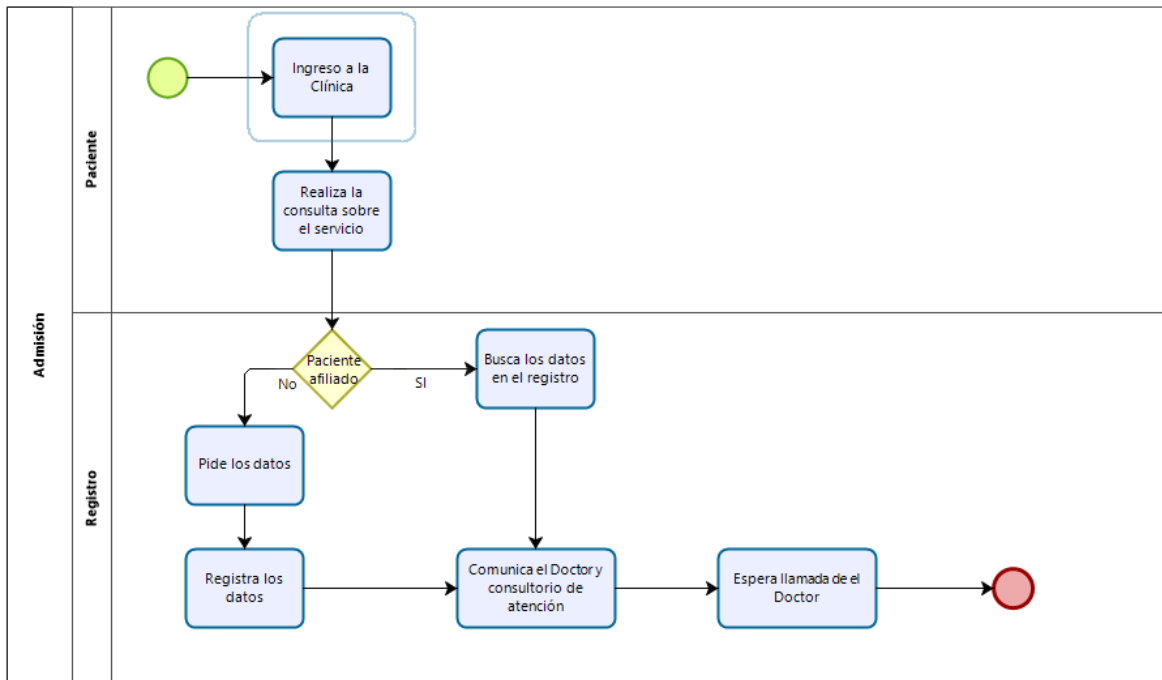 Admisión
Paciente
Ingreso a la
Clínica
Realiza la
consulta sobre
el servicio
Registro
Paciente
afiliado
No
SI
Busca los datos
en el registro
Pide los datos
Registra los
datos
Comunica el Doctor y
consultorio de
atención
Espera llamada de el
Doctor